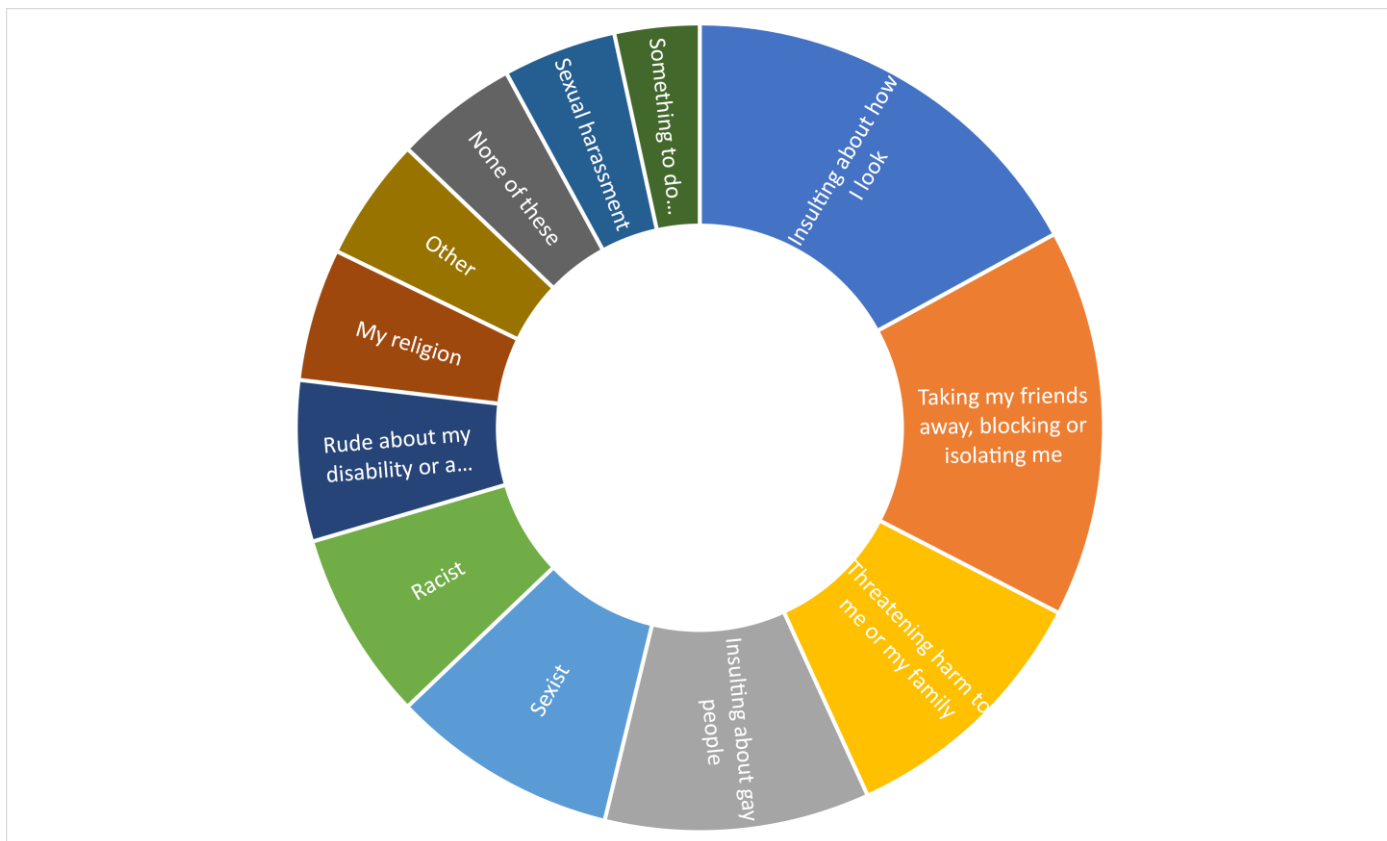 Insulting about how
I look
Taking my friends
away, blocking or
isolating me
Threatening harm to
me or my family
Insulting about gay
people
Sexist
Racist
Rude about my
disability or a...
My religion
Other
None of these
Sexual harassment
Something to do...